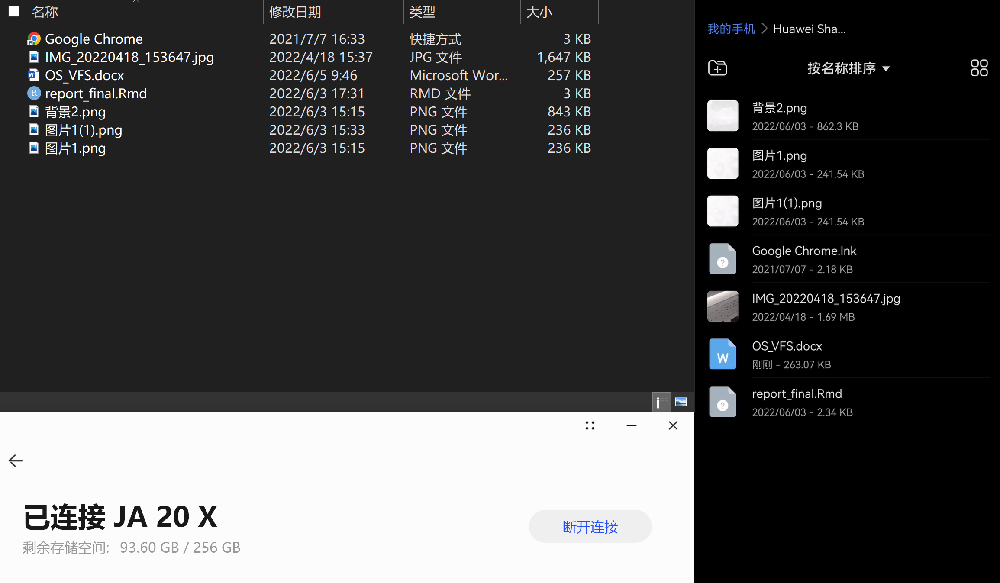 名称 修改日期 类型 大小
Google Chrome 2021/7/7 16:33 快捷方式 3 KB
IMG_20220418_153647.jpg 2022/4/18 15:37 JPG 文件 1,647 KB
OS_VFS.docx 2022/6/5 9:46 Microsoft Wor... 257 KB
report_final.Rmd 2022/6/3 17:31 RMD 文件 3 KB
背景2.png 2022/6/3 15:15 PNG 文件 843 KB
图片1(1).png 2022/6/3 15:33 PNG 文件 236 KB
图片1.png 2022/6/3 15:15 PNG 文件 236 KB
已连接 JA 20 X
剩余存储空间: 93.60 GB / 256 GB
断开连接
我的手机 > Huawei Sha...
按名称排序
背景2.png
2022/06/03 - 862.3 KB
图片1.png
2022/06/03 - 241.54 KB
图片1(1).png
2022/06/03 - 241.54 KB
Google Chrome.lnk
2021/07/07 - 2.18 KB
IMG_20220418_153647.jpg
2022/04/18 - 1.69 MB
W
OS_VFS.docx
刚刚 - 263.07 KB
report_final.Rmd
2022/06/03 - 2.34 KB